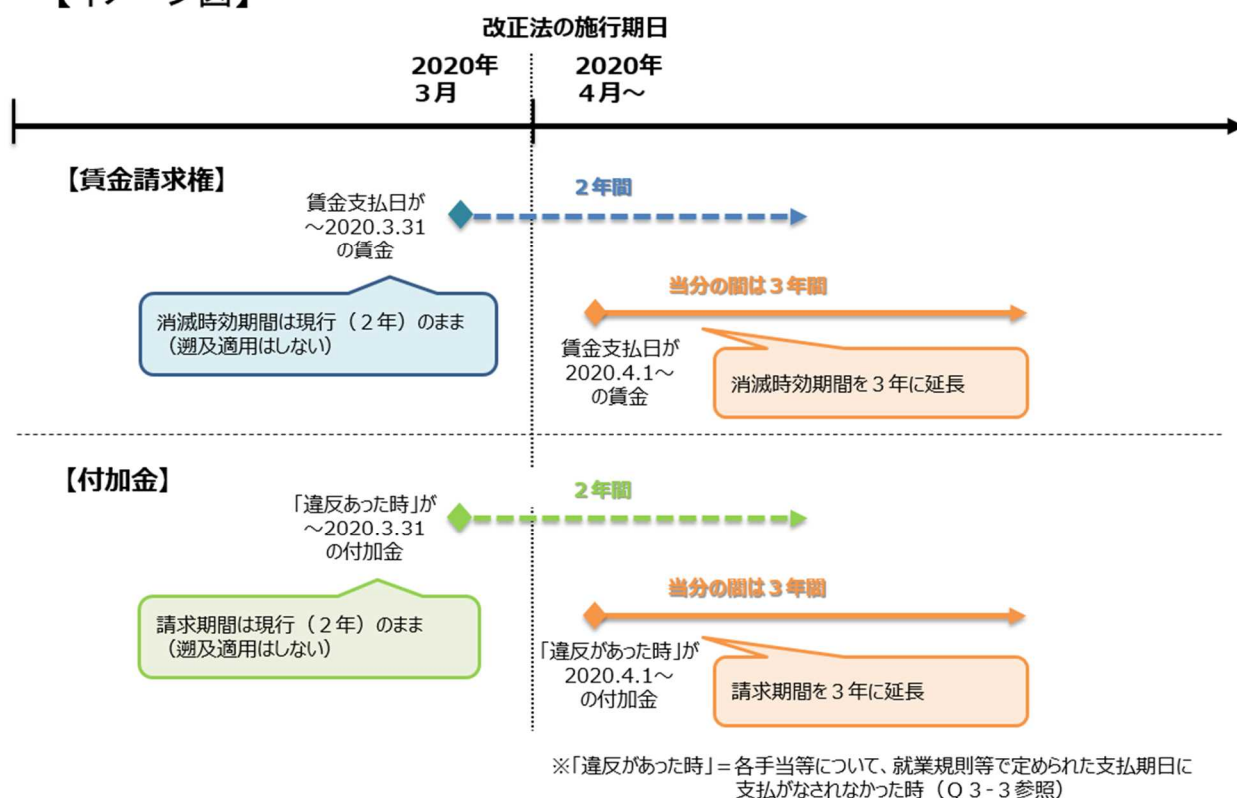 【イメージ図】
改正法の施行期日
2020年
3月
2020年
4月～
【賃金請求権】
賃金支払日が
～2020.3.31
の賃金
2年間
消滅時効期間は現行（2年）のまま
（遡及適用はしない）
当分の間は3年間
賃金支払日が
2020.4.1～
の賃金
消滅時効期間を3年に延長
【付加金】
「違反あった時」が
～2020.3.31
の付加金
2年間
請求期間は現行（2年）のまま
（遡及適用はしない）
当分の間は3年間
「違反があった時」が
2020.4.1～
の付加金
請求期間を3年に延長
※「違反があった時」＝各手当等について、就業規則等で定められた支払期日に
支払がなされなかった時（Q3-3参照）